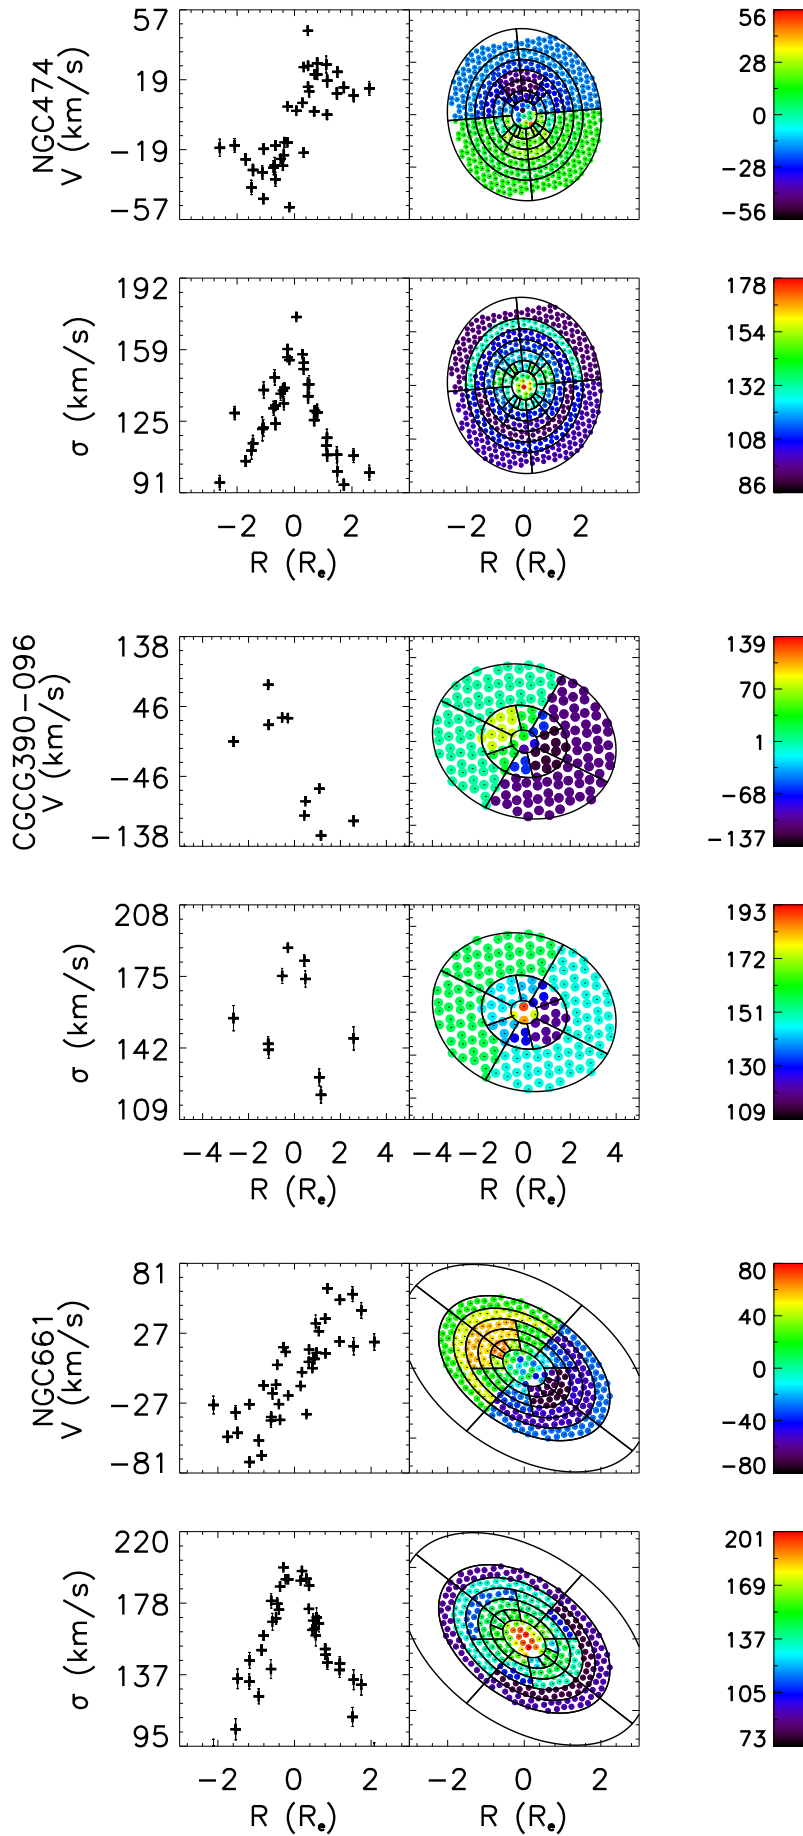 NGC474
V (km/s)
57
19
−19
−57
56
28
0
−28
−56
σ (km/s)
192
159
125
91
178
154
132
108
86
−2 0 2
−2 0 2
R (Re)
R (Re)
CGCG390−096
V (km/s)
138
46
−46
−138
139
70
1
−68
−137
σ (km/s)
208
175
142
109
193
172
151
130
109
−4 −2 0 2 4
−4 −2 0 2 4
R (Re)
R (Re)
NGC661
V (km/s)
81
27
−27
−81
80
40
0
−40
−80
σ (km/s)
220
178
137
95
201
169
137
105
73
−2 0 2
−2 0 2
R (Re)
R (Re)